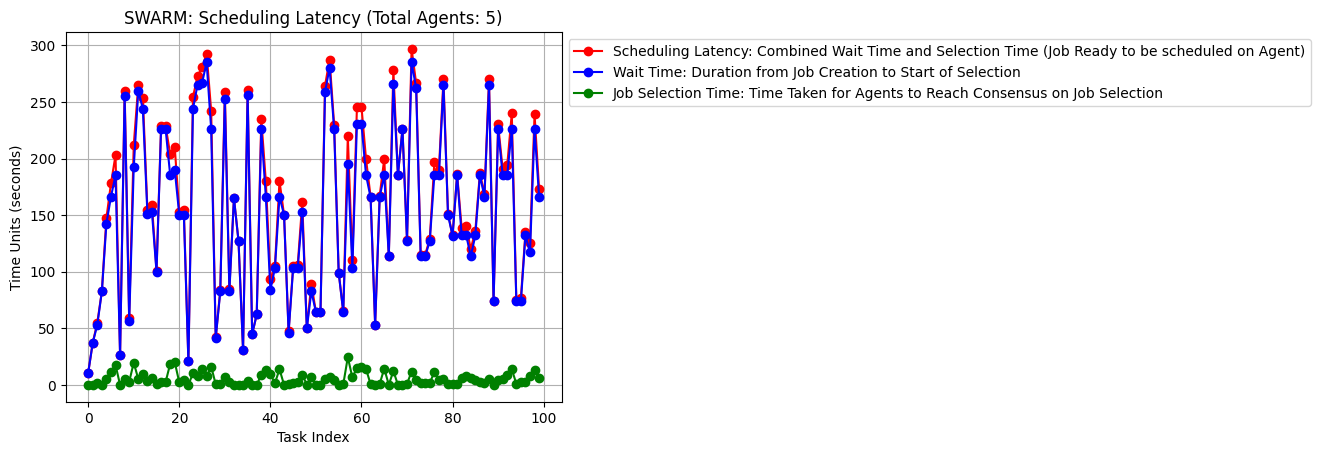 SWARM: Scheduling Latency (Total Agents: 5)
Scheduling Latency: Combined Wait Time and Selection Time (Job Ready to be scheduled on Agent)
Wait Time: Duration from Job Creation to Start of Selection
Job Selection Time: Time Taken for Agents to Reach Consensus on Job Selection
Time Units (seconds)
300
250
200
150
100
50
0
0 20 40 60 80 100
Task Index